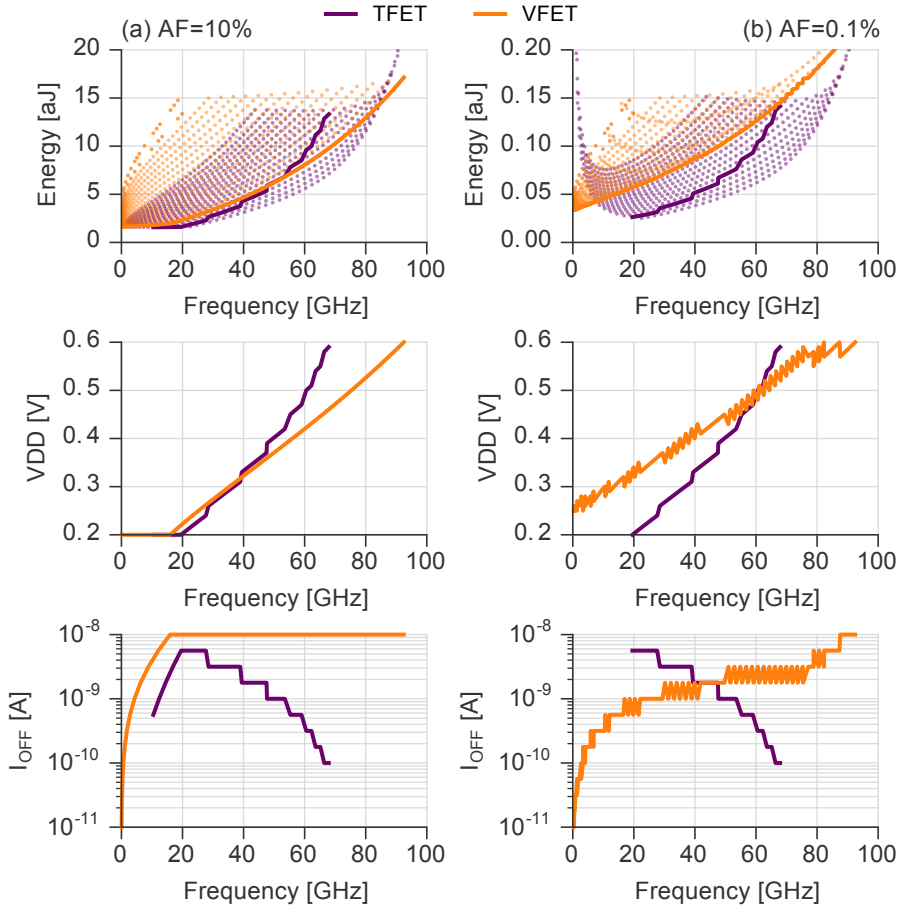 TFET VFET
(a) AF=10% (b) AF=0.1%
Energy [aJ]
20
15
10
5
0
0 20 40 60 80 100
Frequency [GHz]
Energy [aJ]
0.20
0.15
0.10
0.05
0.00
0 20 40 60 80 100
Frequency [GHz]
VDD [V]
0.6
0.5
0.4
0.3
0.2
0 20 40 60 80 100
Frequency [GHz]
VDD [V]
0.6
0.5
0.4
0.3
0.2
0 20 40 60 80 100
Frequency [GHz]
I_OFF [A]
10^-8
10^-9
10^-10
10^-11
0 20 40 60 80 100
Frequency [GHz]
I_OFF [A]
10^-8
10^-9
10^-10
10^-11
0 20 40 60 80 100
Frequency [GHz]